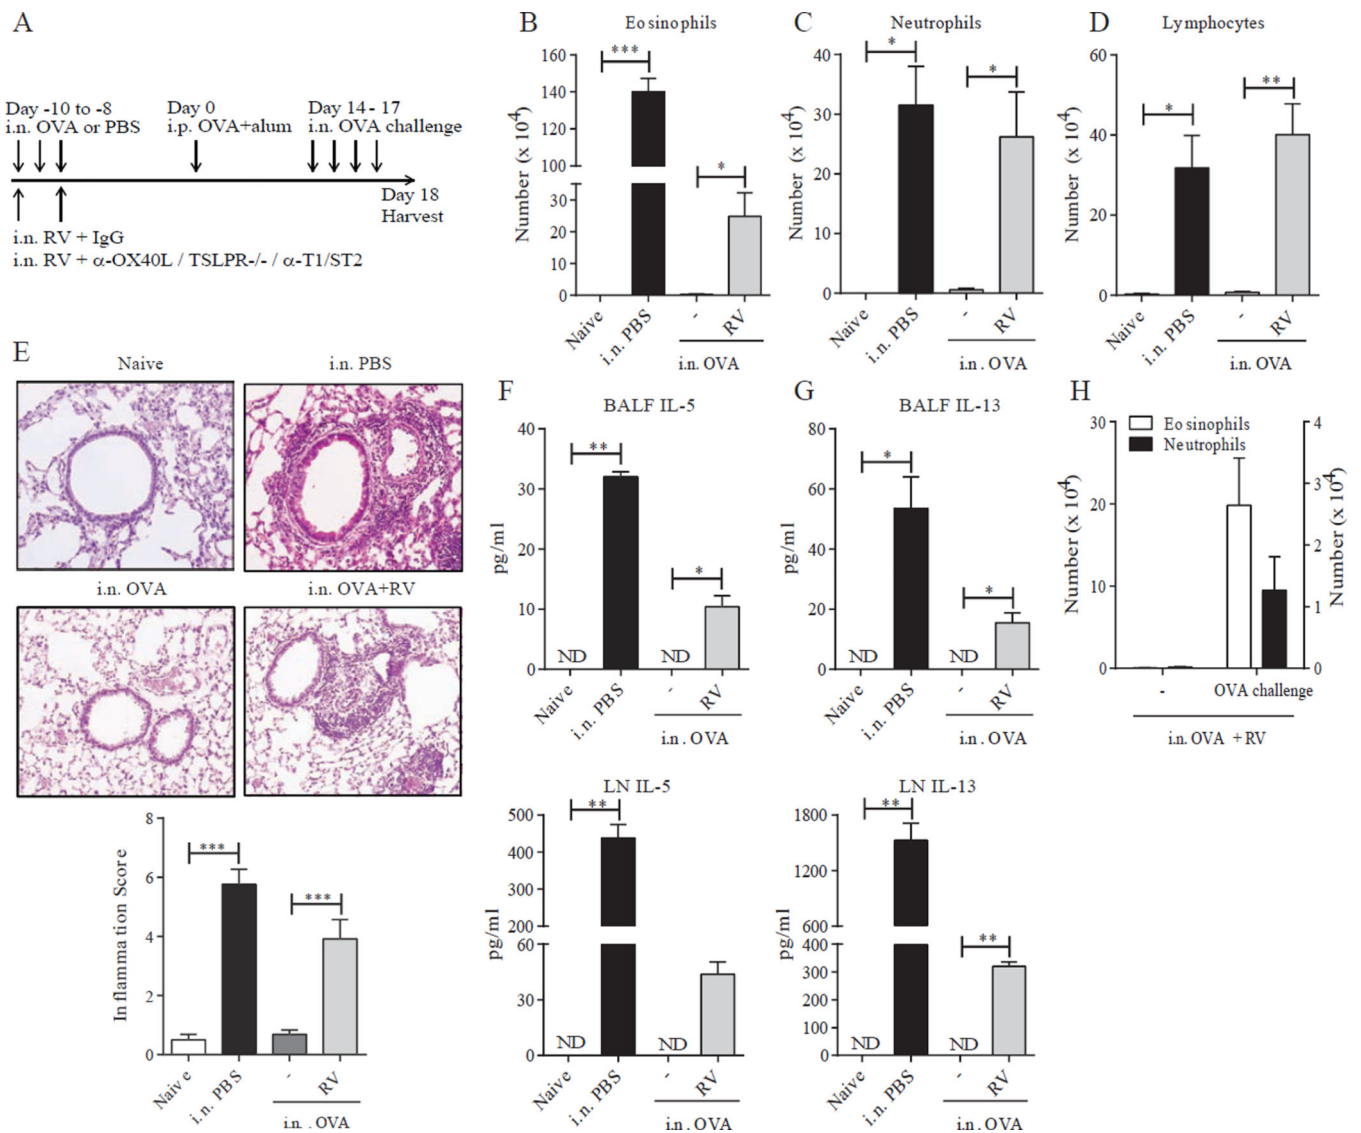 A
Day -10 to -8
i.n. OVA or PBS
Day 0
i.p. OVA+alum
Day 14 - 17
i.n. OVA challenge
Day 18
Harvest
i.n. RV + IgG
i.n. RV + α-OX40L / TSLPR-/- / α-T1/ST2
B
Eosinophils
Number (x 10⁴)
160
140
120
100
30
20
10
0
***
*
Naive
i.n. PBS
-
RV
i.n. OVA
C
Neutrophils
Number (x 10⁴)
40
30
20
10
0
*
*
Naive
i.n. PBS
-
RV
i.n. OVA
D
Lymphocytes
Number (x 10⁴)
60
40
20
0
*
**
Naive
i.n. PBS
-
RV
i.n. OVA
E
Naive
i.n. PBS
i.n. OVA
i.n. OVA+RV
Inflammation Score
8
6
4
2
0
***
***
Naive
i.n. PBS
-
RV
i.n. .OVA
F
BALF IL-5
pg/ml
40
30
20
10
0
**
*
ND
ND
Naive
i.n. PBS
-
RV
i.n . OVA
LN IL-5
pg/ml
500
400
300
200
60
30
0
**
ND
ND
Naive
i.n. PBS
-
RV
i.n . OVA
G
BALF IL-13
pg/ml
80
60
40
20
0
*
*
ND
ND
Naive
i.n. PBS
-
RV
i.n . OVA
LN IL-13
pg/ml
1800
1200
600
400
300
200
100
0
**
**
ND
ND
Naive
i.n. PBS
-
RV
i.n . OVA
H
Eosinophils
Neutrophils
Number (x 10⁴)
30
20
10
0
Number (x 10⁴)
4
3
2
1
0
-
OVA challenge
i.n. OVA + RV